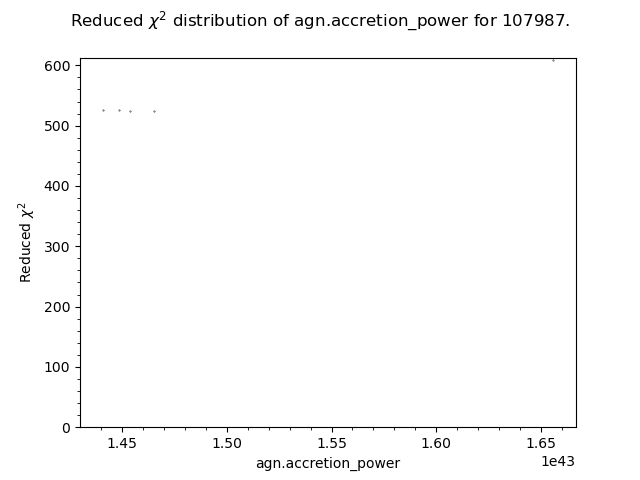 Reduced χ² distribution of agn.accretion_power for 107987.
600
500
400
300
200
100
0
Reduced χ²
1.45 1.50 1.55 1.60 1.65
1e43
agn.accretion_power